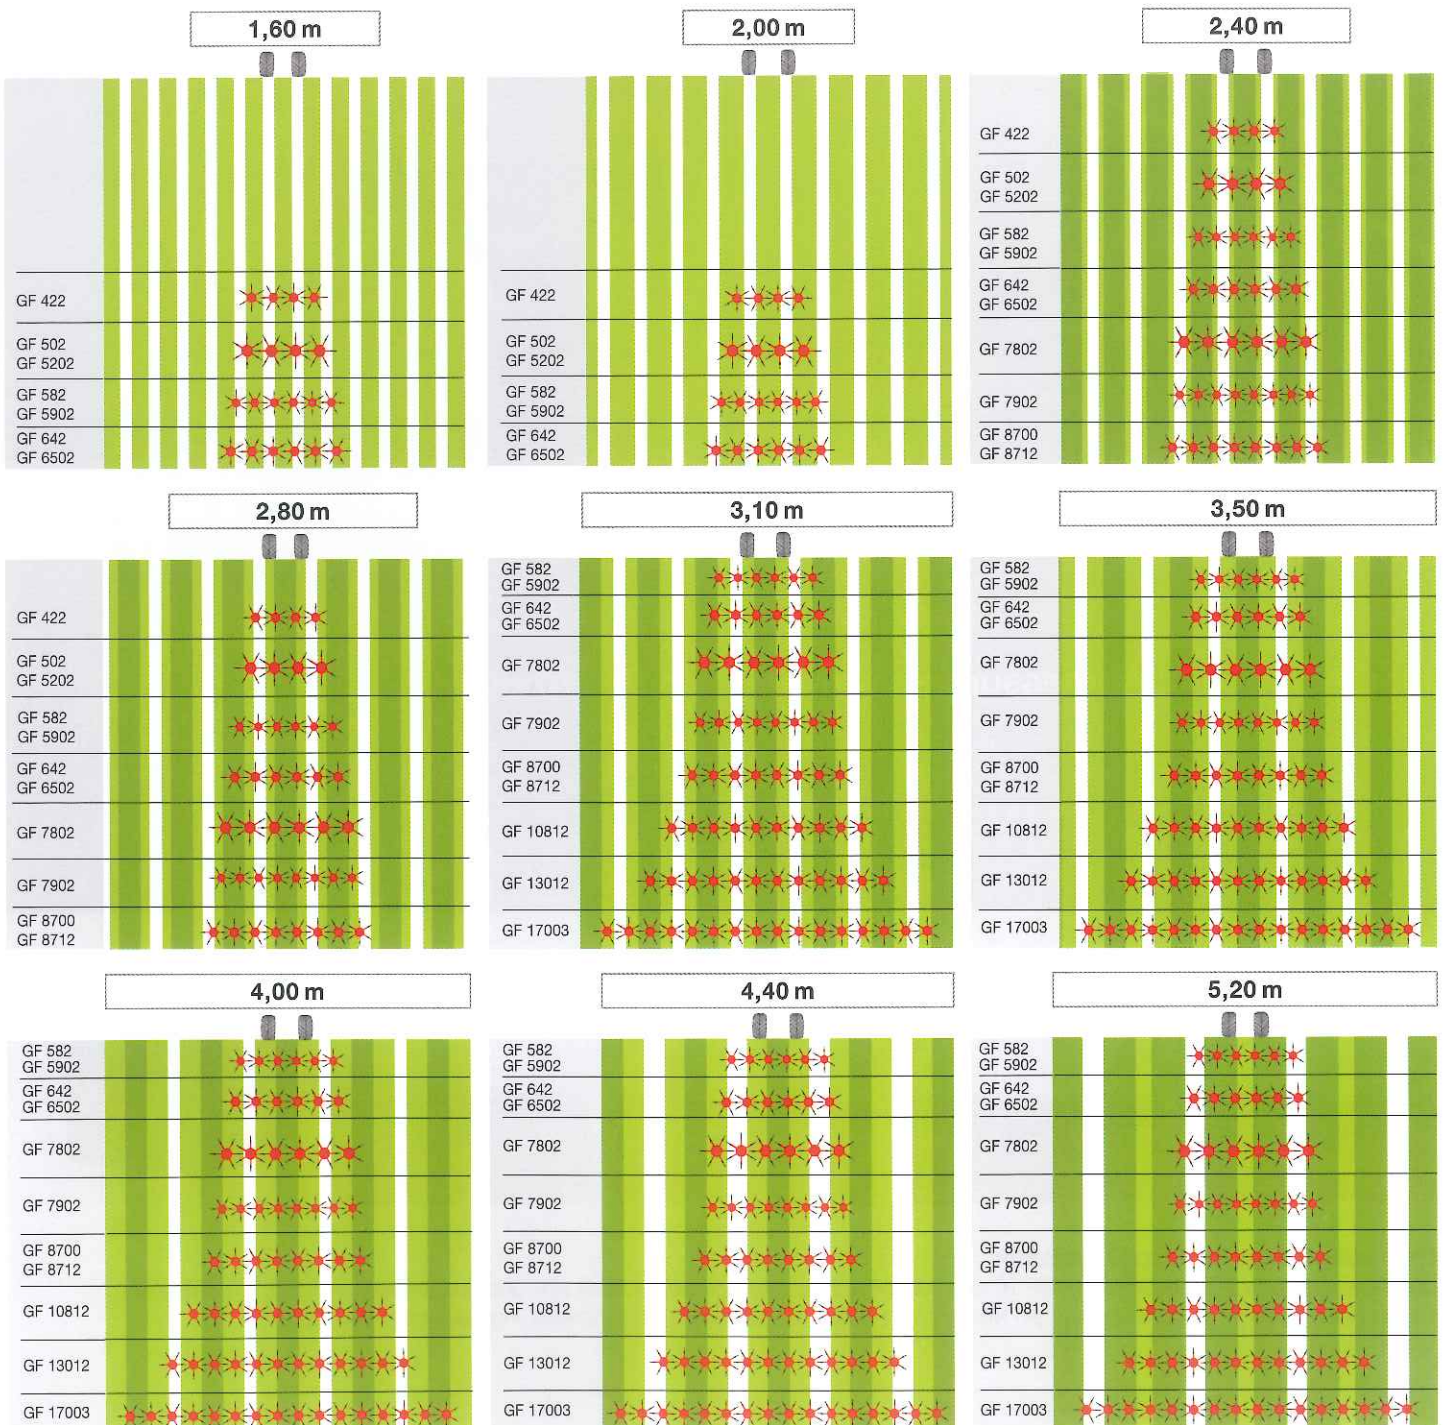 1,60 m
GF 422
GF 502
GF 5202
GF 582
GF 5902
GF 642
GF 6502
2,00 m
GF 422
GF 502
GF 5202
GF 582
GF 5902
GF 642
GF 6502
2,40 m
GF 422
GF 502
GF 5202
GF 582
GF 5902
GF 642
GF 6502
GF 7802
GF 7902
GF 8700
GF 8712
2,80 m
GF 422
GF 502
GF 5202
GF 582
GF 5902
GF 642
GF 6502
GF 7802
GF 7902
GF 8700
GF 8712
3,10 m
GF 582
GF 5902
GF 642
GF 6502
GF 7802
GF 7902
GF 8700
GF 8712
GF 10812
GF 13012
GF 17003
3,50 m
GF 582
GF 5902
GF 642
GF 6502
GF 7802
GF 7902
GF 8700
GF 8712
GF 10812
GF 13012
GF 17003
4,00 m
GF 582
GF 5902
GF 642
GF 6502
GF 7802
GF 7902
GF 8700
GF 8712
GF 10812
GF 13012
GF 17003
4,40 m
GF 582
GF 5902
GF 642
GF 6502
GF 7802
GF 7902
GF 8700
GF 8712
GF 10812
GF 13012
GF 17003
5,20 m
GF 582
GF 5902
GF 642
GF 6502
GF 7802
GF 7902
GF 8700
GF 8712
GF 10812
GF 13012
GF 17003